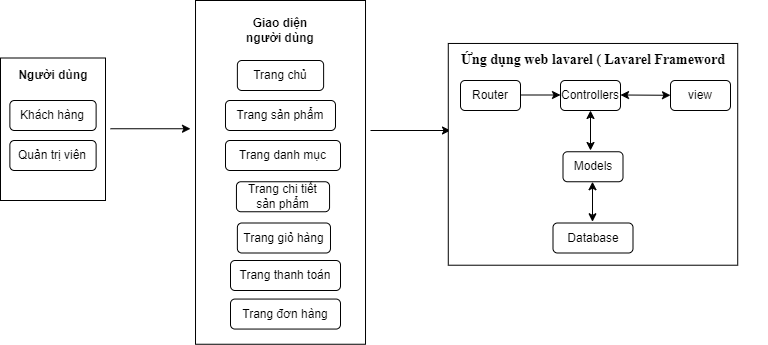 Người dùng
Khách hàng
Quản trị viên
Giao diện
người dùng
Trang chủ
Trang sản phẩm
Trang danh mục
Trang chi tiết
sản phẩm
Trang giỏ hàng
Trang thanh toán
Trang đơn hàng
Ứng dụng web lavarel ( Lavarel Frameword
Router
Controllers
view
Models
Database